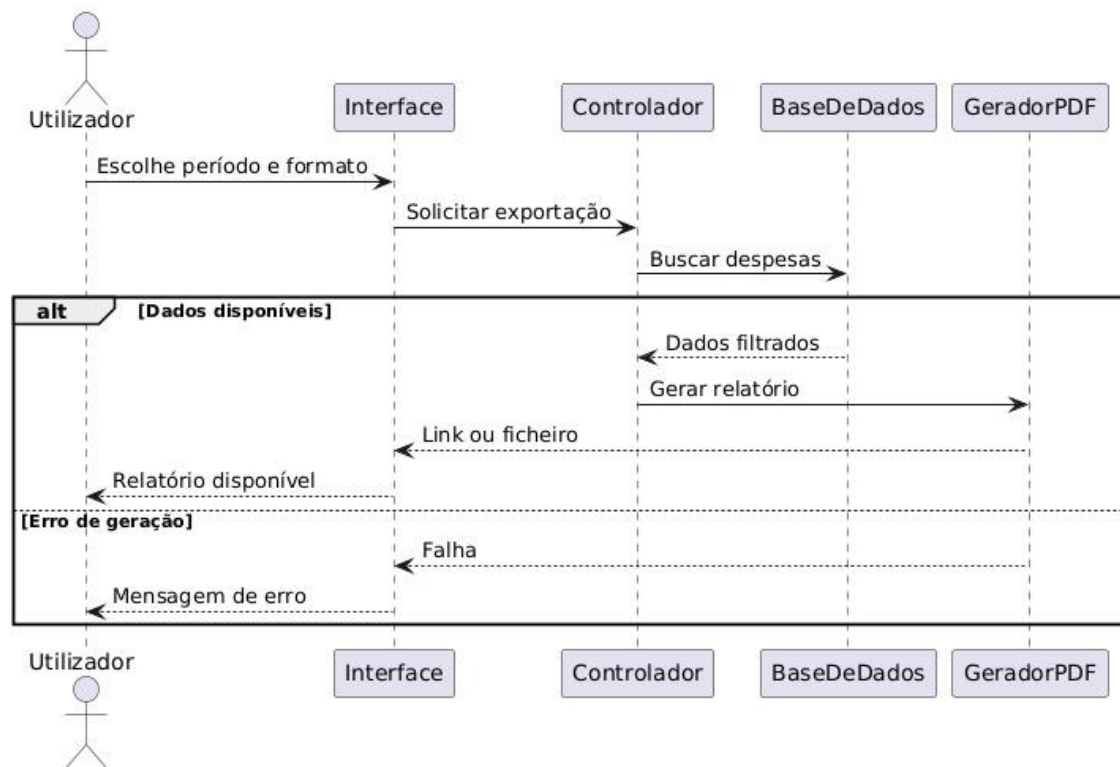 Utilizador
Interface
Controlador
BaseDeDados
GeradorPDF
Escolhe período e formato
Solicitar exportação
Buscar despesas
alt
[Dados disponíveis]
Dados filtrados
Gerar relatório
Link ou ficheiro
Relatório disponível
[Erro de geração]
Falha
Mensagem de erro
Utilizador
Interface
Controlador
BaseDeDados
GeradorPDF